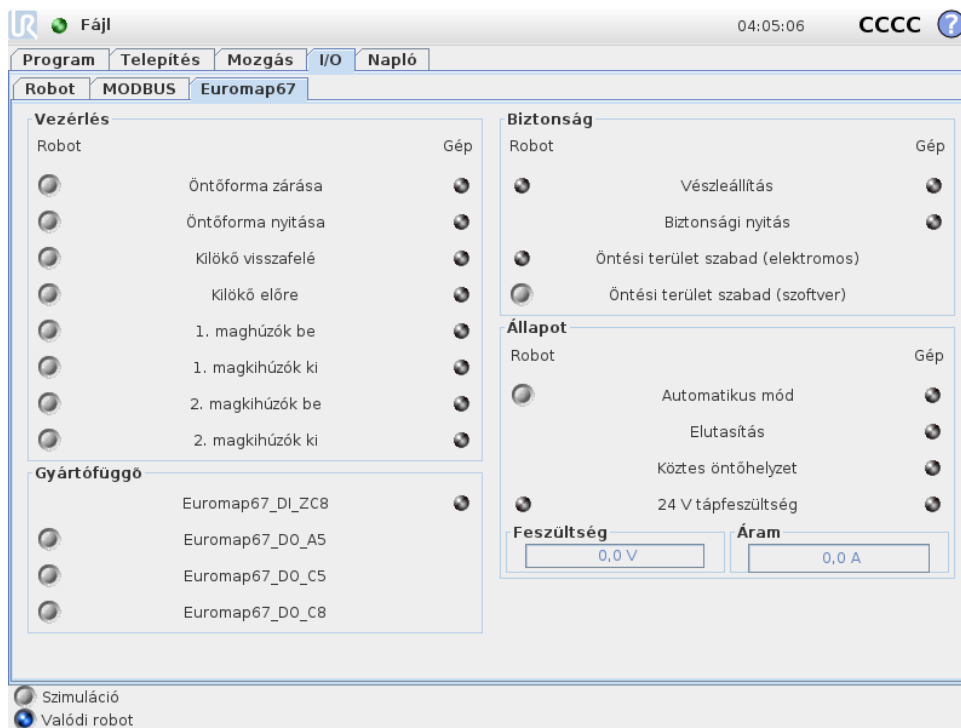 UR Fájl 04:05:06 CCCC ?
Program Telepítés Mozgás I/O Napló
Robot MODBUS Euromap67
Vezérlés
Robot Gép
Öntőforma zárása
Öntőforma nyitása
Kilökő visszafelé
Kilökő előre
1. maghúzók be
1. magkihúzók ki
2. magkihúzók be
2. magkihúzók ki
Gyártófüggő
Euromap67_DI_ZC8
Euromap67_DO_A5
Euromap67_DO_C5
Euromap67_DO_C8
Biztonság
Robot Gép
Vészleállítás
Biztonsági nyitás
Öntési terület szabad (elektromos)
Öntési terület szabad (szoftver)
Állapot
Robot Gép
Automatikus mód
Elutasítás
Köztes öntőhelyzet
24 V tápfeszültség
Feszültség Áram
0,0 V 0,0 A
Szimuláció
Valódi robot